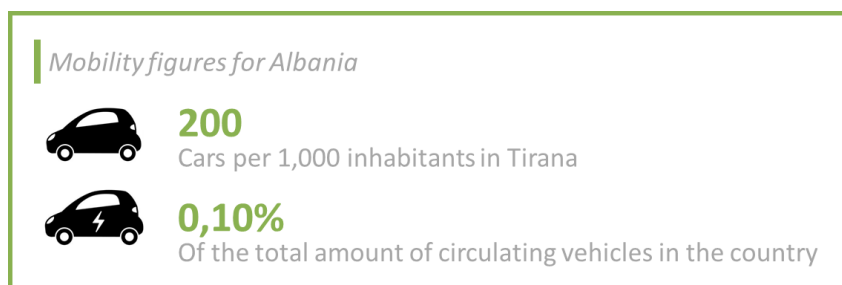 Mobility figures for Albania
200
Cars per 1,000 inhabitants in Tirana
0,10%
Of the total amount of circulating vehicles in the country